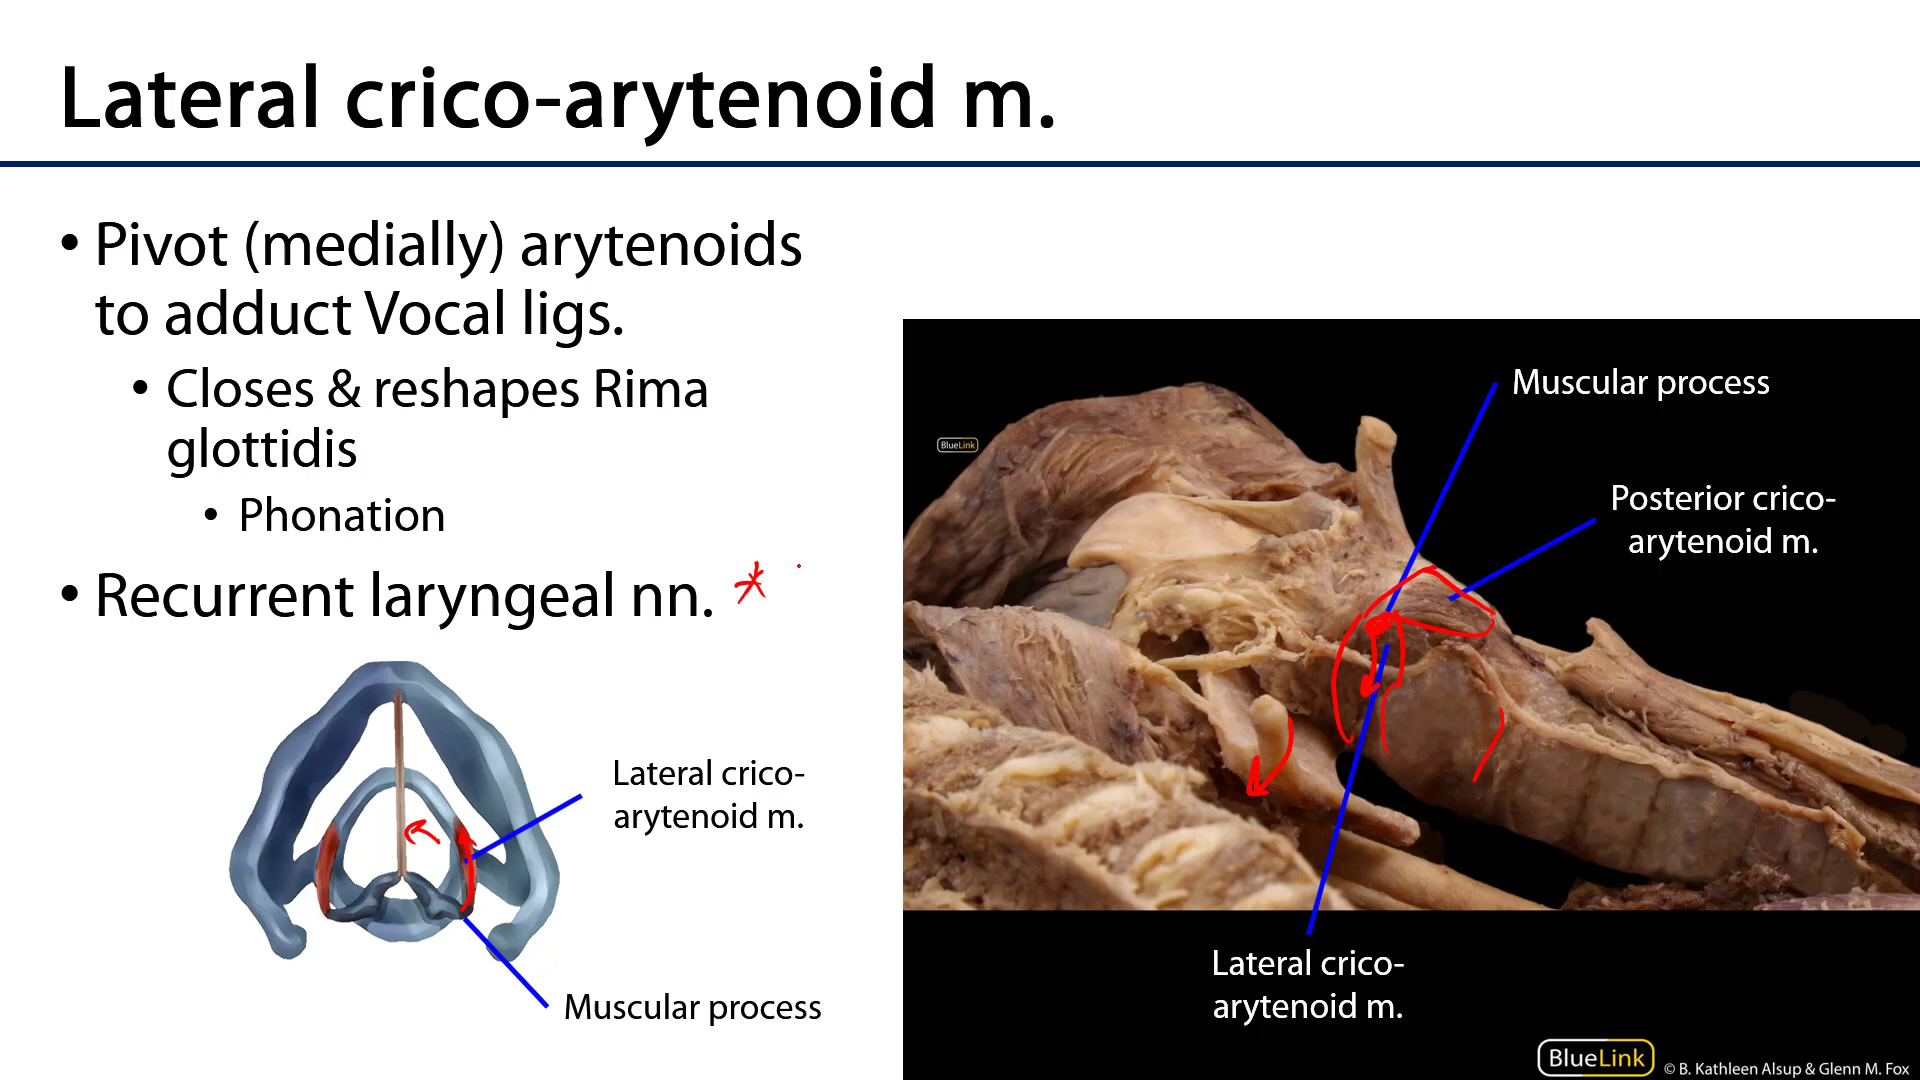 Lateral crico-arytenoid m.
• Pivot (medially) arytenoids
to adduct Vocal ligs.
• Closes & reshapes Rima
glottidis
• Phonation
• Recurrent laryngeal nn. *
Lateral crico-
arytenoid m.
Muscular process
Muscular process
BlueLink
Posterior crico-
arytenoid m.
Lateral crico-
arytenoid m.
BlueLink © B. Kathleen Alsup & Glenn M. Fox